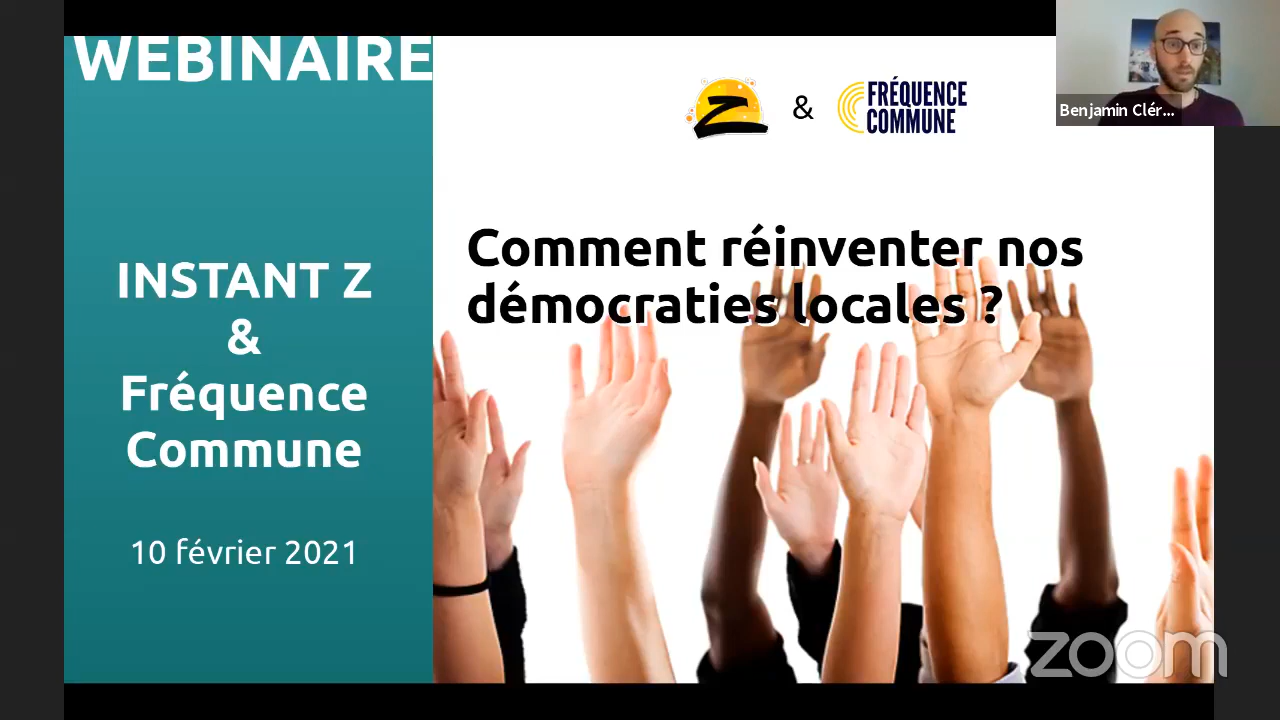 WEBINAIRE
INSTANT Z
&
Fréquence
Commune
10 février 2021
Z & FRÉQUENCE
COMMUNE
Comment réinventer nos
démocraties locales ?
Benjamin Clér...
zoom